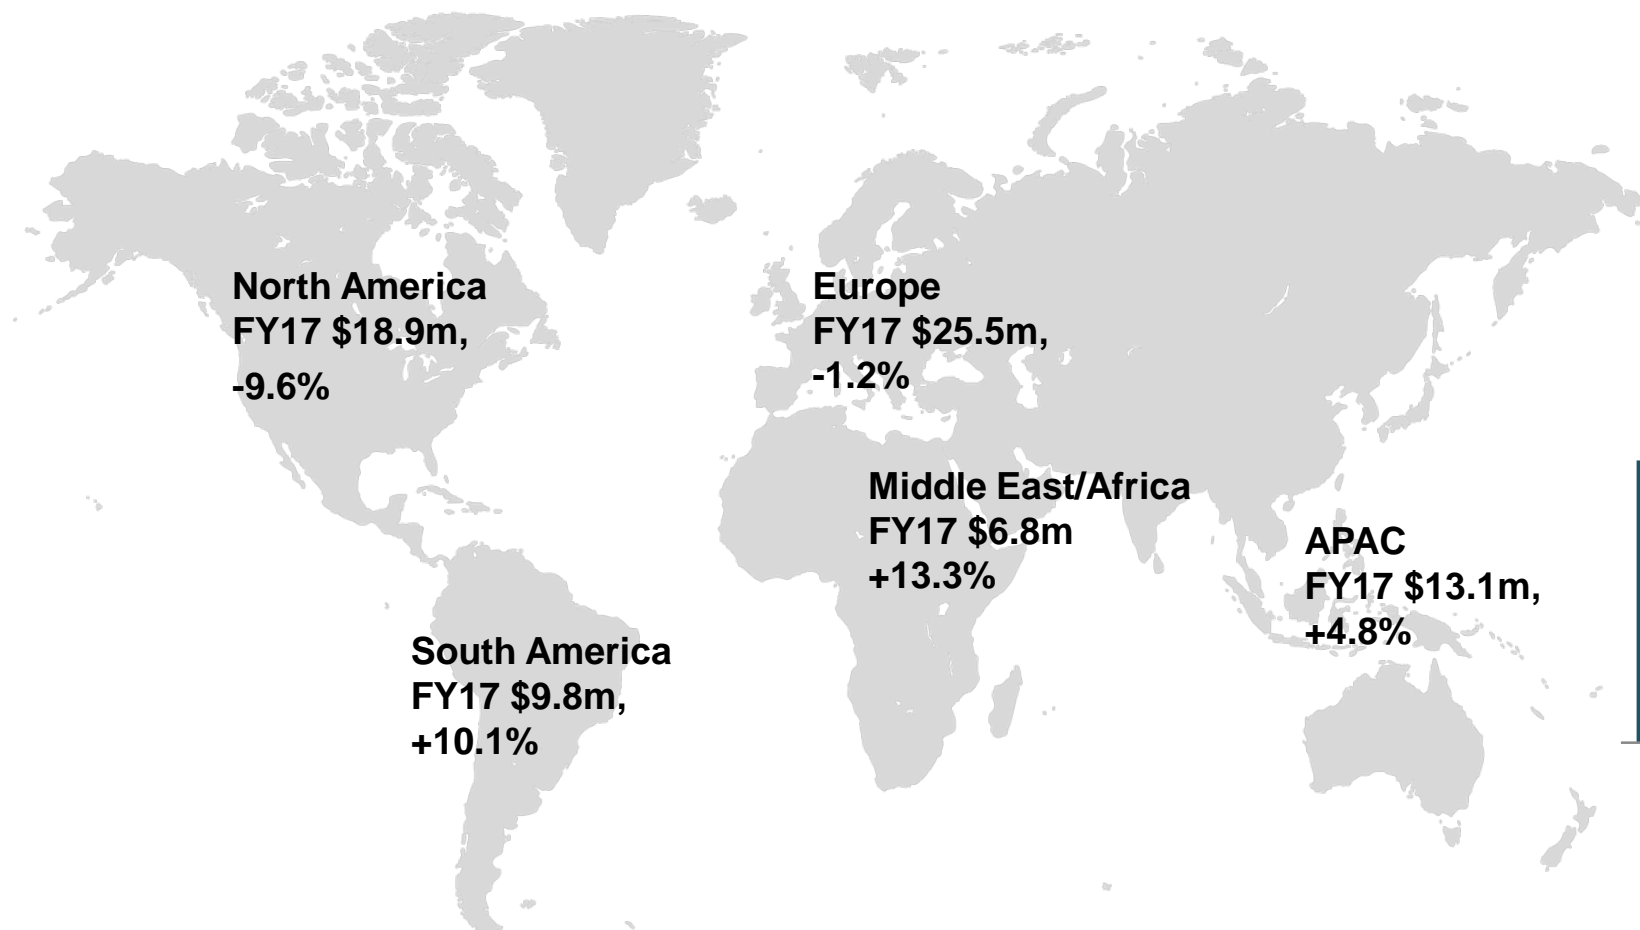 North America
FY17 $18.9m,
-9.6%
Europe
FY17 $25.5m,
-1.2%
Middle East/Africa
FY17 $6.8m
+13.3%
APAC
FY17 $13.1m,
+4.8%
South America
FY17 $9.8m,
+10.1%